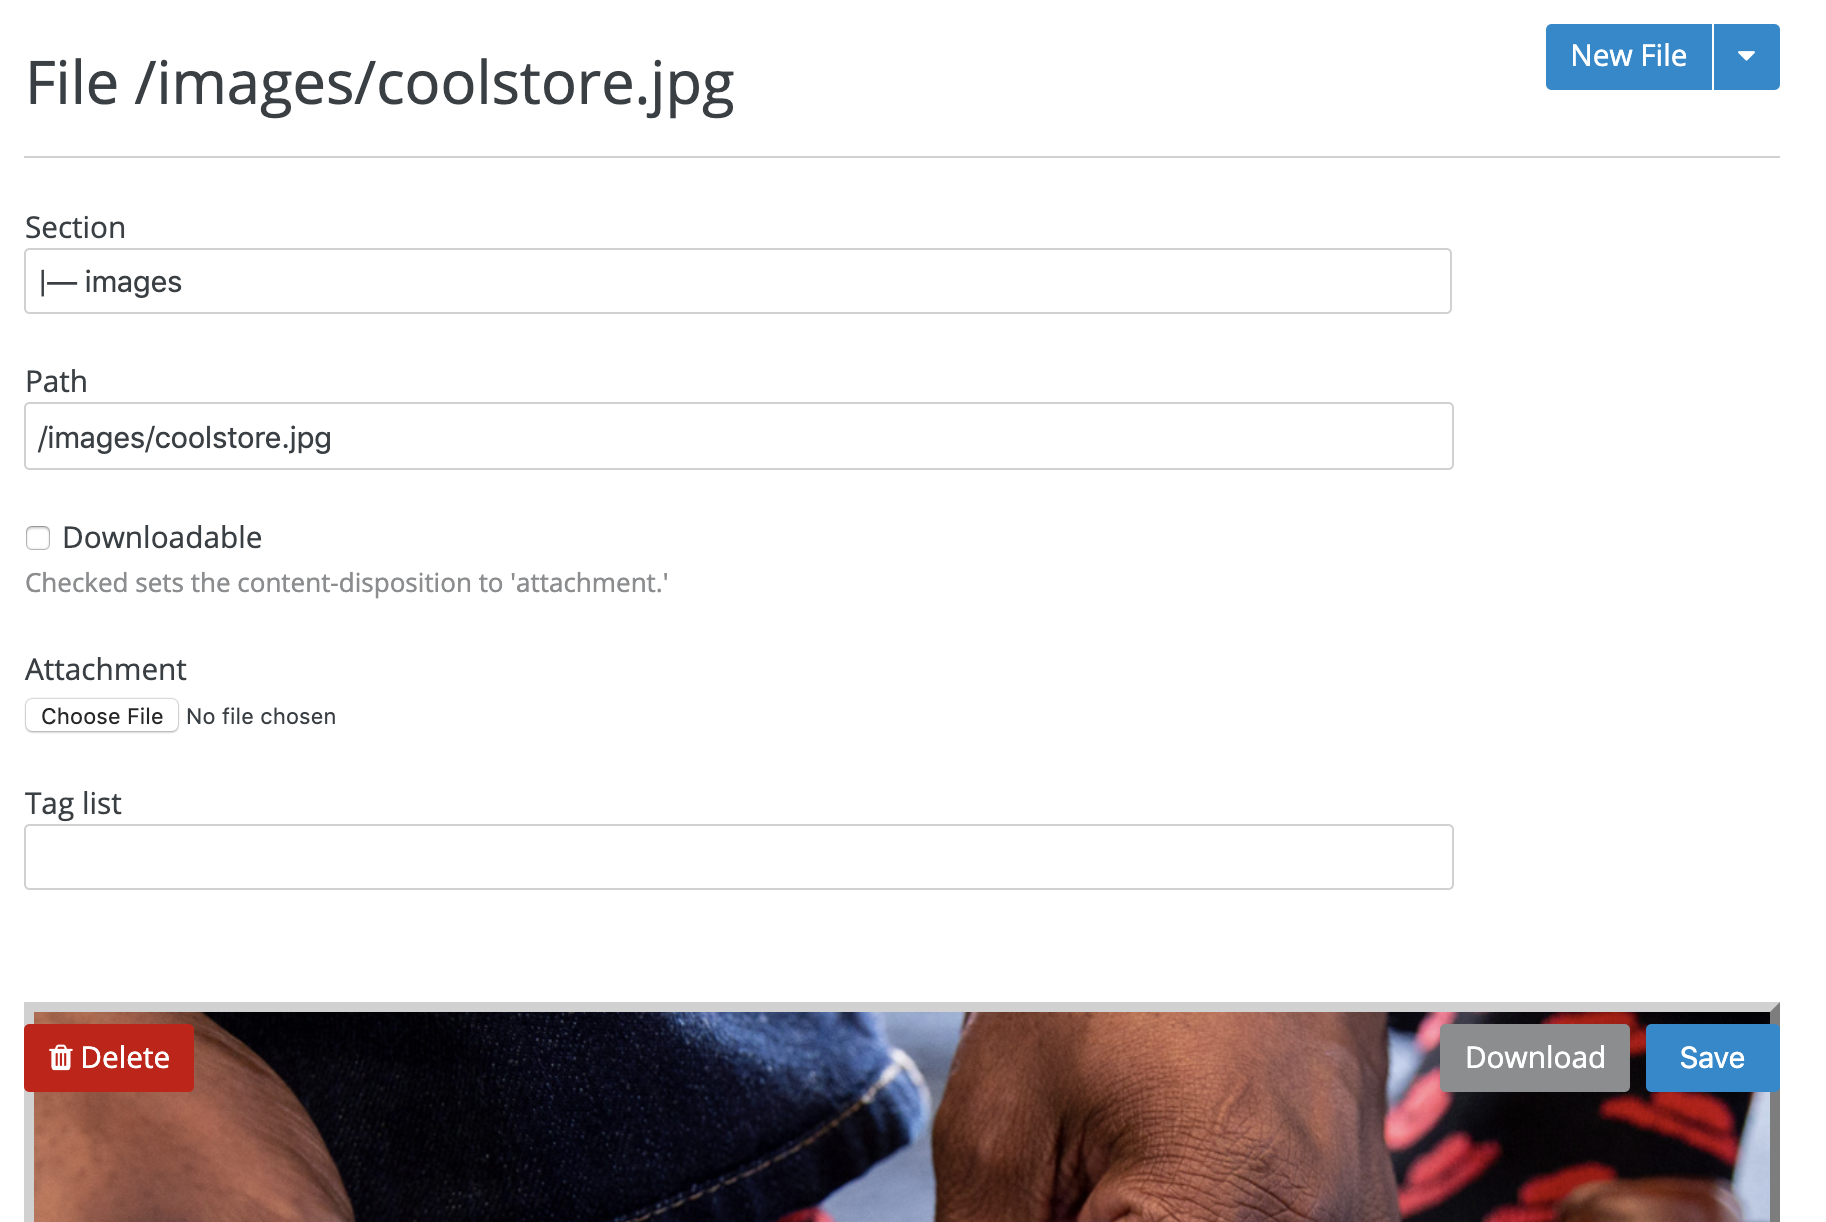 File /images/coolstore.jpg
New File
Section
|— images
Path
/images/coolstore.jpg
Downloadable
Checked sets the content-disposition to 'attachment.'
Attachment
Choose File No file chosen
Tag list
Delete
Download
Save